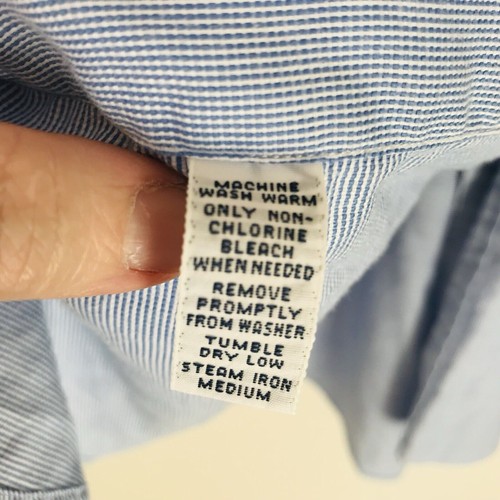 MACHINE
WASH WARM
ONLY NON-
CHLORINE
BLEACH
WHEN NEEDED
REMOVE
PROMPTLY
FROM WASHER
TUMBLE
DRY LOW
STEAM IRON
MEDIUM